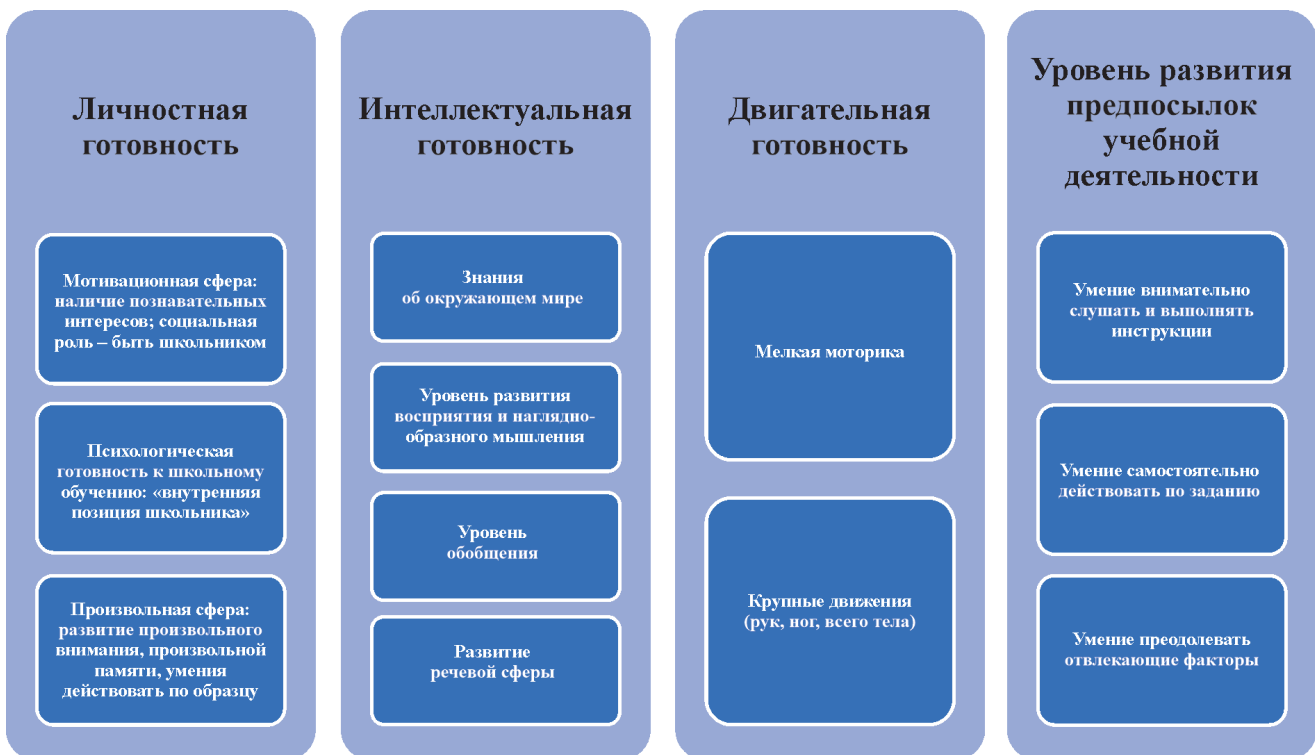 Личностная
готовность
Мотивационная сфера:
наличие познавательных
интересов; социальная
роль – быть школьником
Психологическая
готовность к школьному
обучению: «внутренняя
позиция школьника»
Произвольная сфера:
развитие произвольного
внимания, произвольной
памяти, умения
действовать по образцу
Интеллектуальная
готовность
Знания
об окружающем мире
Уровень развития
восприятия и наглядно-
образного мышления
Уровень
обобщения
Развитие
речевой сферы
Двигательная
готовность
Мелкая моторика
Крупные движения
(рук, ног, всего тела)
Уровень развития
предпосылок
учебной
деятельности
Умение внимательно
слушать и выполнять
инструкции
Умение самостоятельно
действовать по заданию
Умение преодолевать
отвлекающие факторы